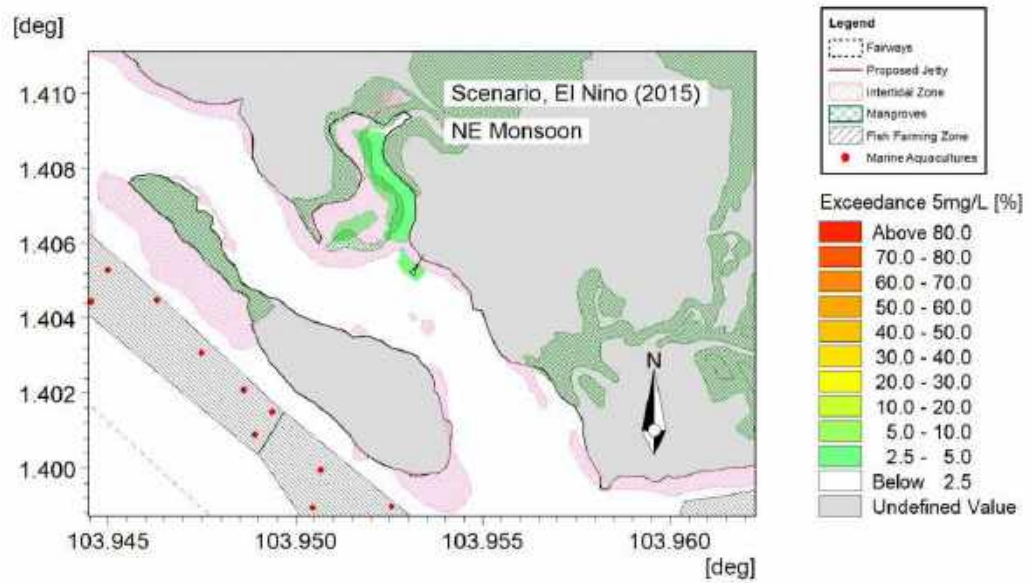 [deg]
1.410
1.408
1.406
1.404
1.402
1.400
Scenario, El Nino (2015)
NE Monsoon
N
103.945
103.950
103.955
103.960
[deg]
Legend
Fairways
Proposed Jetty
Intertidal Zone
Mangroves
Fish Farming Zone
Marine Aquacultures
Exceedance 5mg/L [%]
Above 80.0
70.0 - 80.0
60.0 - 70.0
50.0 - 60.0
40.0 - 50.0
30.0 - 40.0
20.0 - 30.0
10.0 - 20.0
5.0 - 10.0
2.5 - 5.0
Below 2.5
Undefined Value